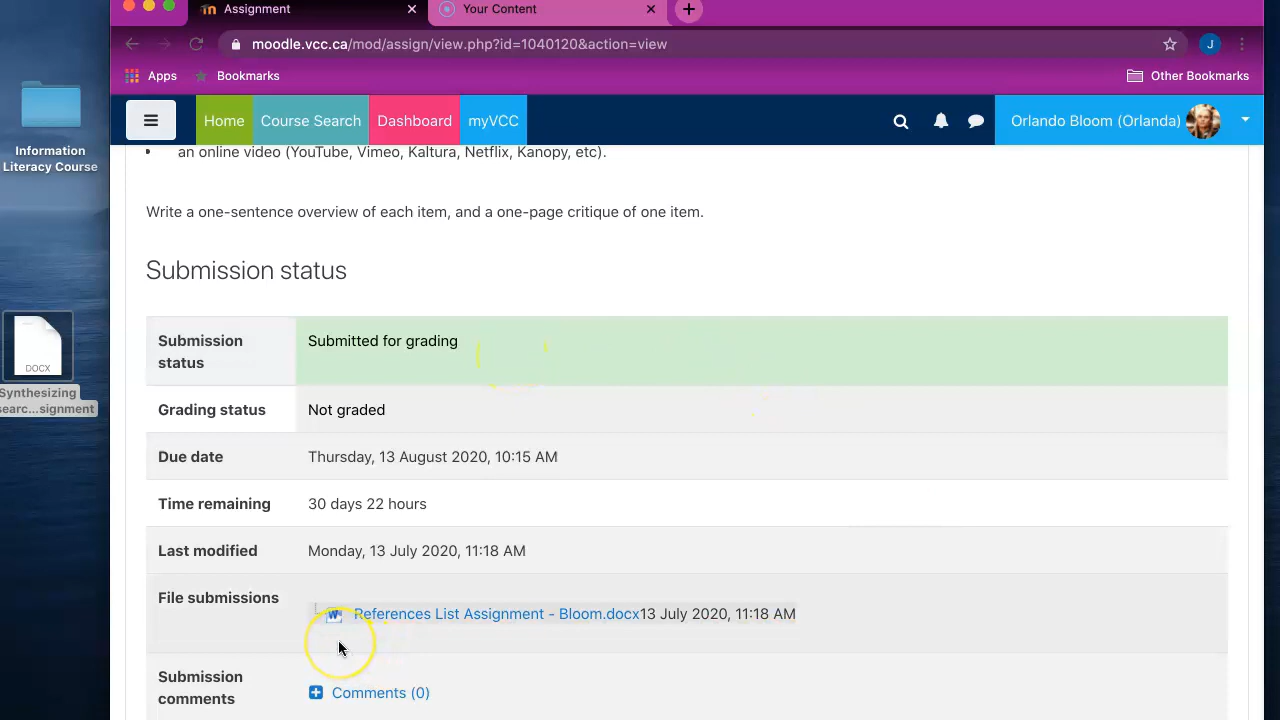 Assignment
Your Content
moodle.vcc.ca/mod/assign/view.php?id=1040120&action=view
J
Apps
Bookmarks
Other Bookmarks
Home
Course Search
Dashboard
myVCC
Orlando Bloom (Orlanda)
Information
Literacy Course
• an online video (YouTube, Vimeo, Kaltura, Netflix, Kanopy, etc).
Write a one-sentence overview of each item, and a one-page critique of one item.
Submission status
Submission
status
Submitted for grading
DOCX
Synthesizing
searc...signment
Grading status
Not graded
Due date
Thursday, 13 August 2020, 10:15 AM
Time remaining
30 days 22 hours
Last modified
Monday, 13 July 2020, 11:18 AM
File submissions
W
References List Assignment - Bloom.docx13 July 2020, 11:18 AM
Submission
comments
Comments (0)